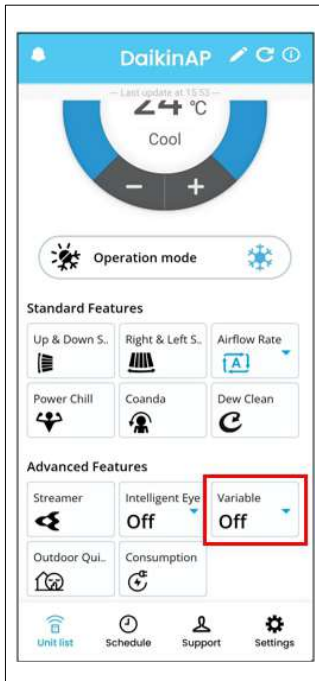 DaikinAP
— Last update at 15:53 —
24 °C
Cool
− +
Operation mode
Standard Features
Up & Down S.. Right & Left S.. Airflow Rate
A
Power Chill Coanda Dew Clean
Advanced Features
Streamer Intelligent Eye Variable
Off Off
Outdoor Qui.. Consumption
Unit list Schedule Support Settings